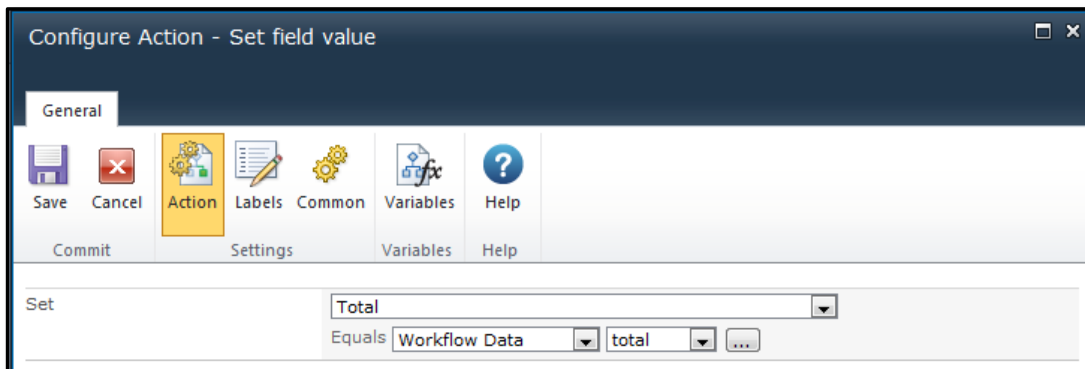 Configure Action - Set field value
General
Save Cancel Action Labels Common Variables Help
Commit Settings Variables Help
Set Total
Equals Workflow Data total ...